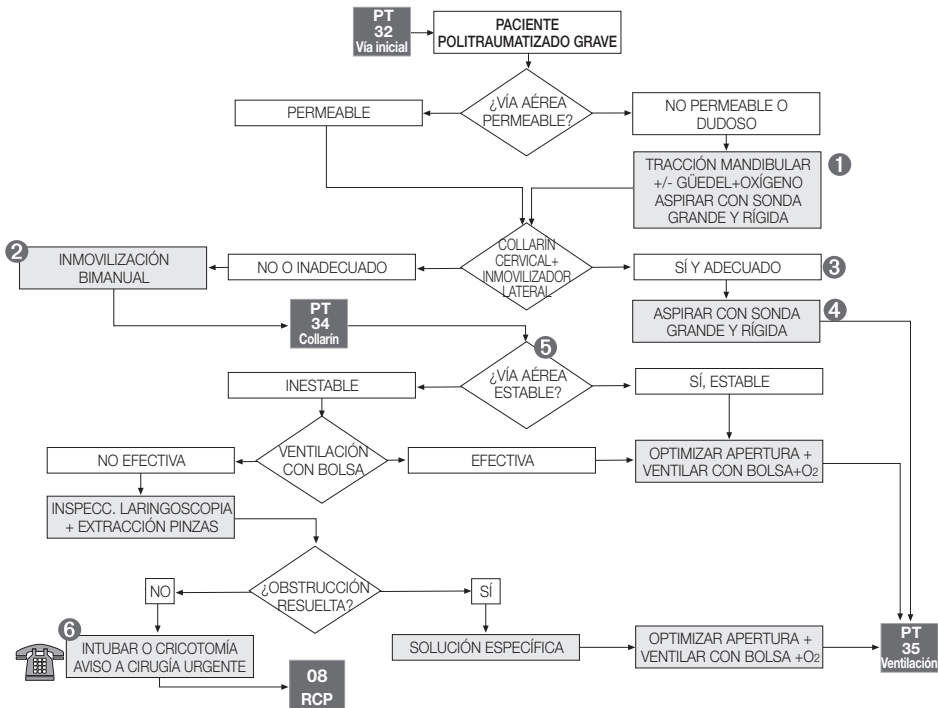 PT
32
Vía inicial
PACIENTE
POLITRAUMATIZADO GRAVE
¿VÍA AÉREA
PERMEABLE?
PERMEABLE
NO PERMEABLE O
DUDOSO
1
TRACCIÓN MANDIBULAR
+/- GÜEDEL+OXÍGENO
ASPIRAR CON SONDA
GRANDE Y RÍGIDA
2
INMOVILIZACIÓN
BIMANUAL
NO O INADECUADO
COLLARIN
CERVICAL+
INMOVILIZADOR
LATERAL
SÍ Y ADECUADO
3
ASPIRAR CON SONDA
GRANDE Y RÍGIDA
4
PT
34
Collarín
5
¿VÍA AÉREA
ESTABLE?
INESTABLE
SÍ, ESTABLE
VENTILACIÓN
CON BOLSA
NO EFECTIVA
EFECTIVA
OPTIMIZAR APERTURA +
VENTILAR CON BOLSA+O2
INSPECC. LARINGOSCOPIA
+ EXTRACCIÓN PINZAS
¿OBSTRUCCIÓN
RESUELTA?
NO
SÍ
6
INTUBAR O CRICOTOMÍA
AVISO A CIRUGÍA URGENTE
SOLUCIÓN ESPECÍFICA
OPTIMIZAR APERTURA +
VENTILAR CON BOLSA +O2
PT
35
Ventilación
08
RCP